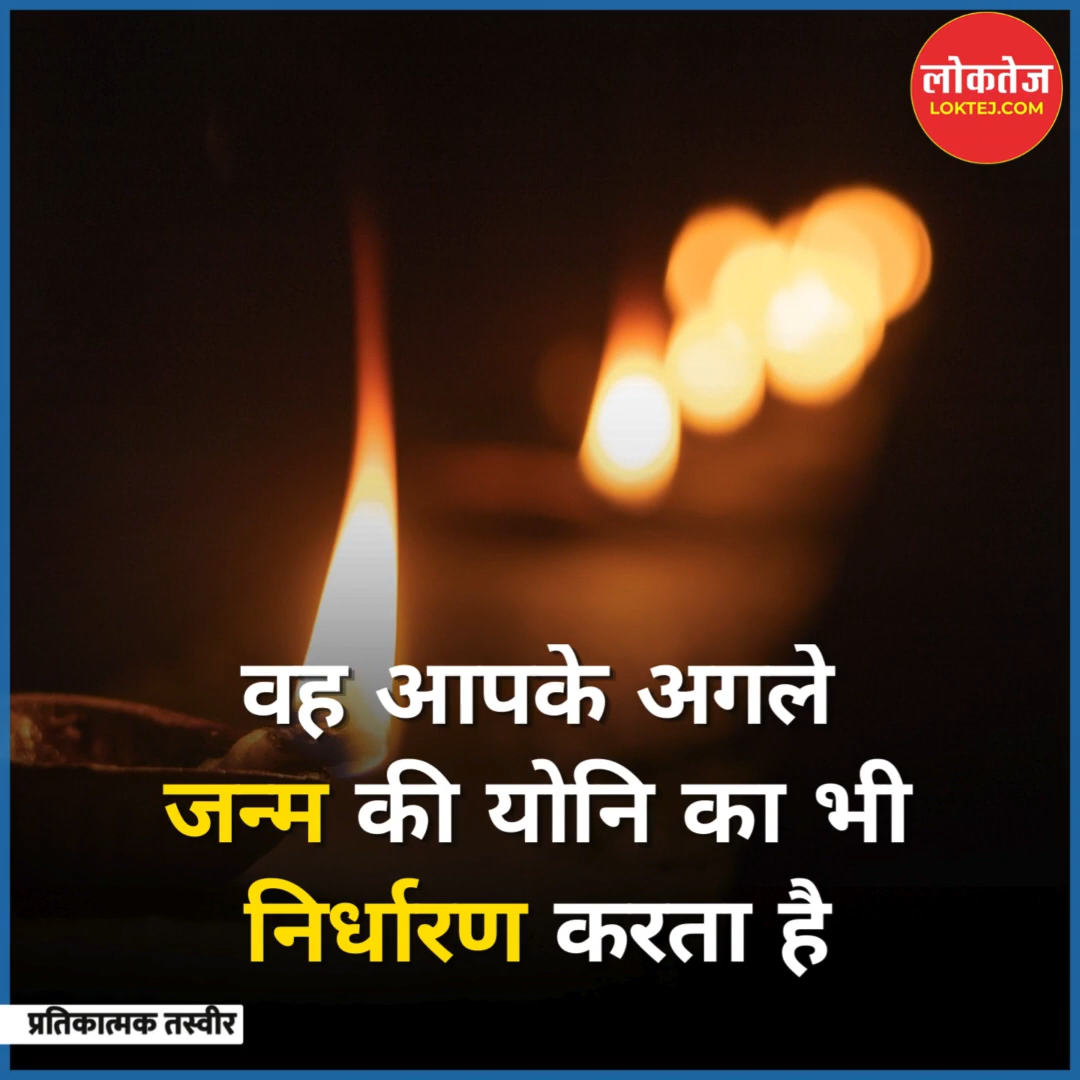 लोकतेज
LOKTEJ.COM
वह आपके अगले
जन्म की योनि का भी
निर्धारण करता है
प्रतिकात्मक तस्वीर